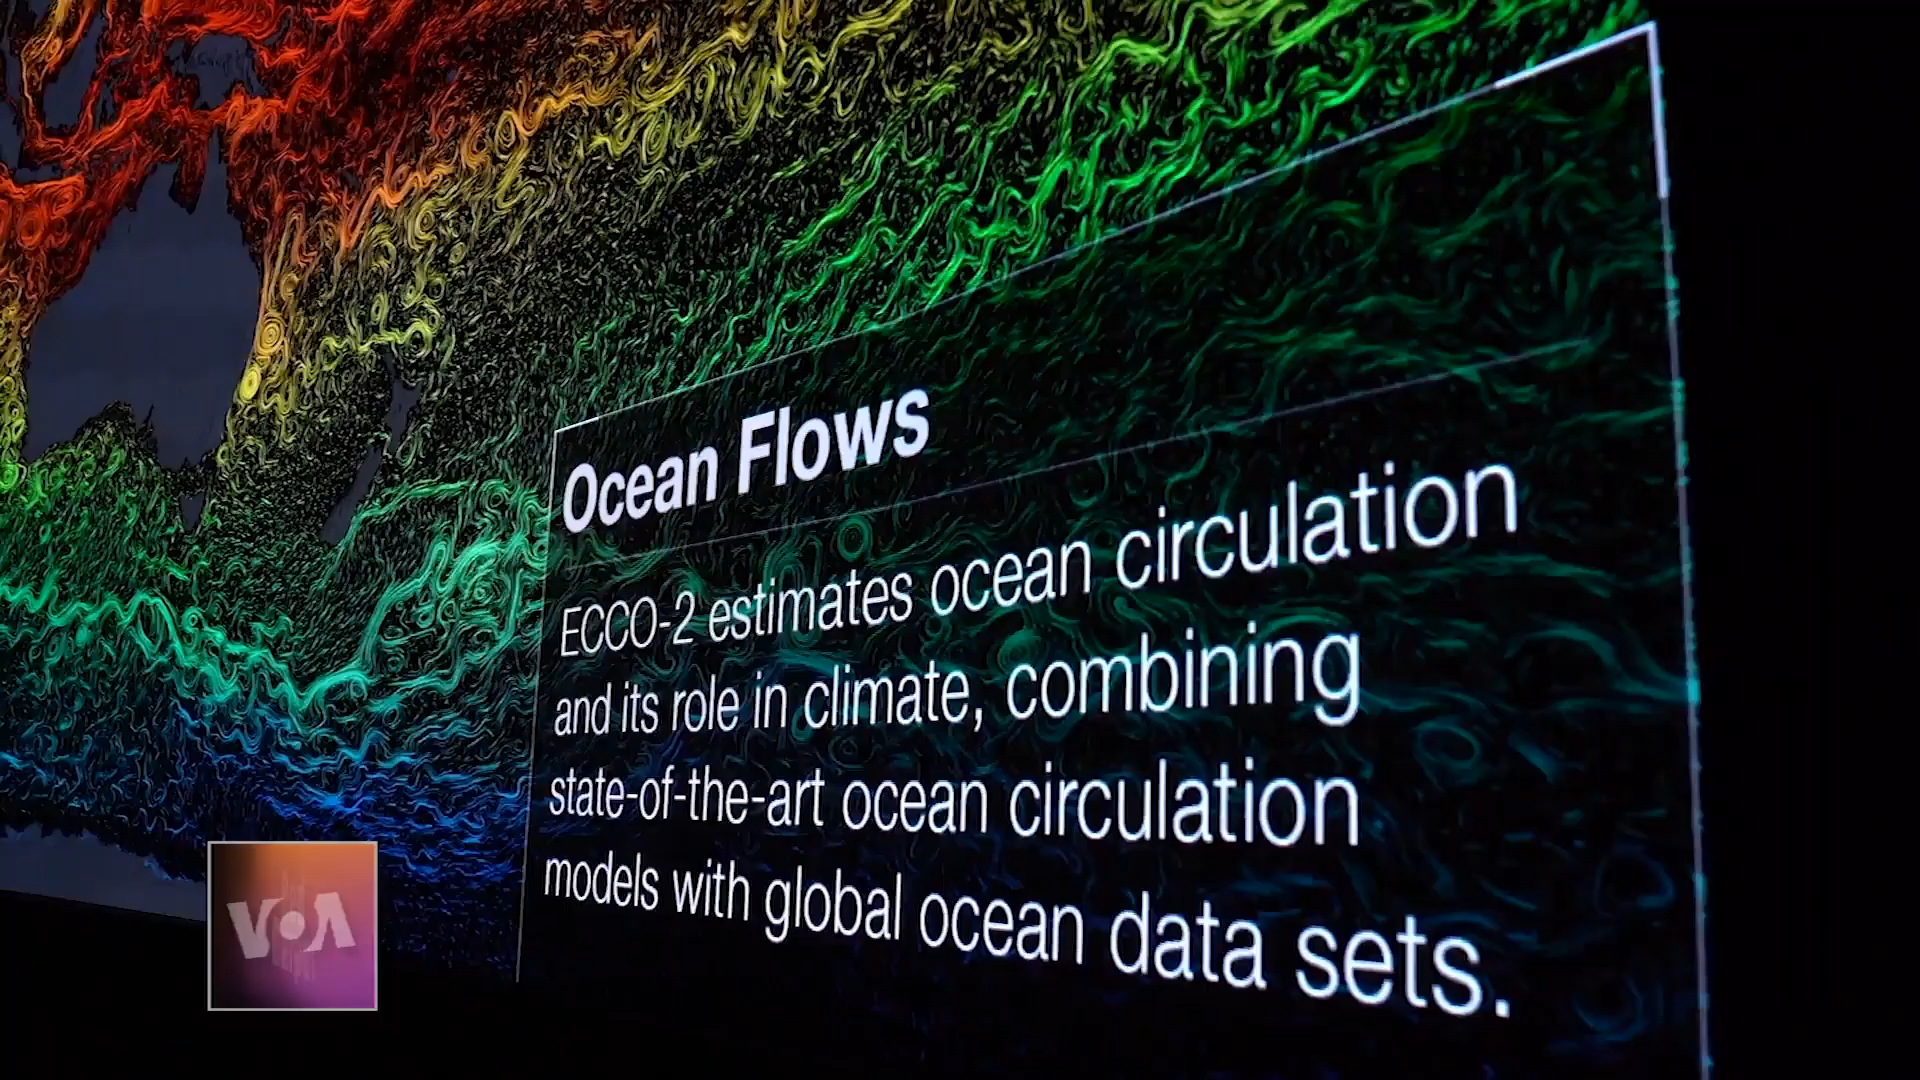 Ocean Flows
ECCO-2 estimates ocean circulation
and its role in climate, combining
state-of-the-art ocean circulation
models with global ocean data sets.
VOA